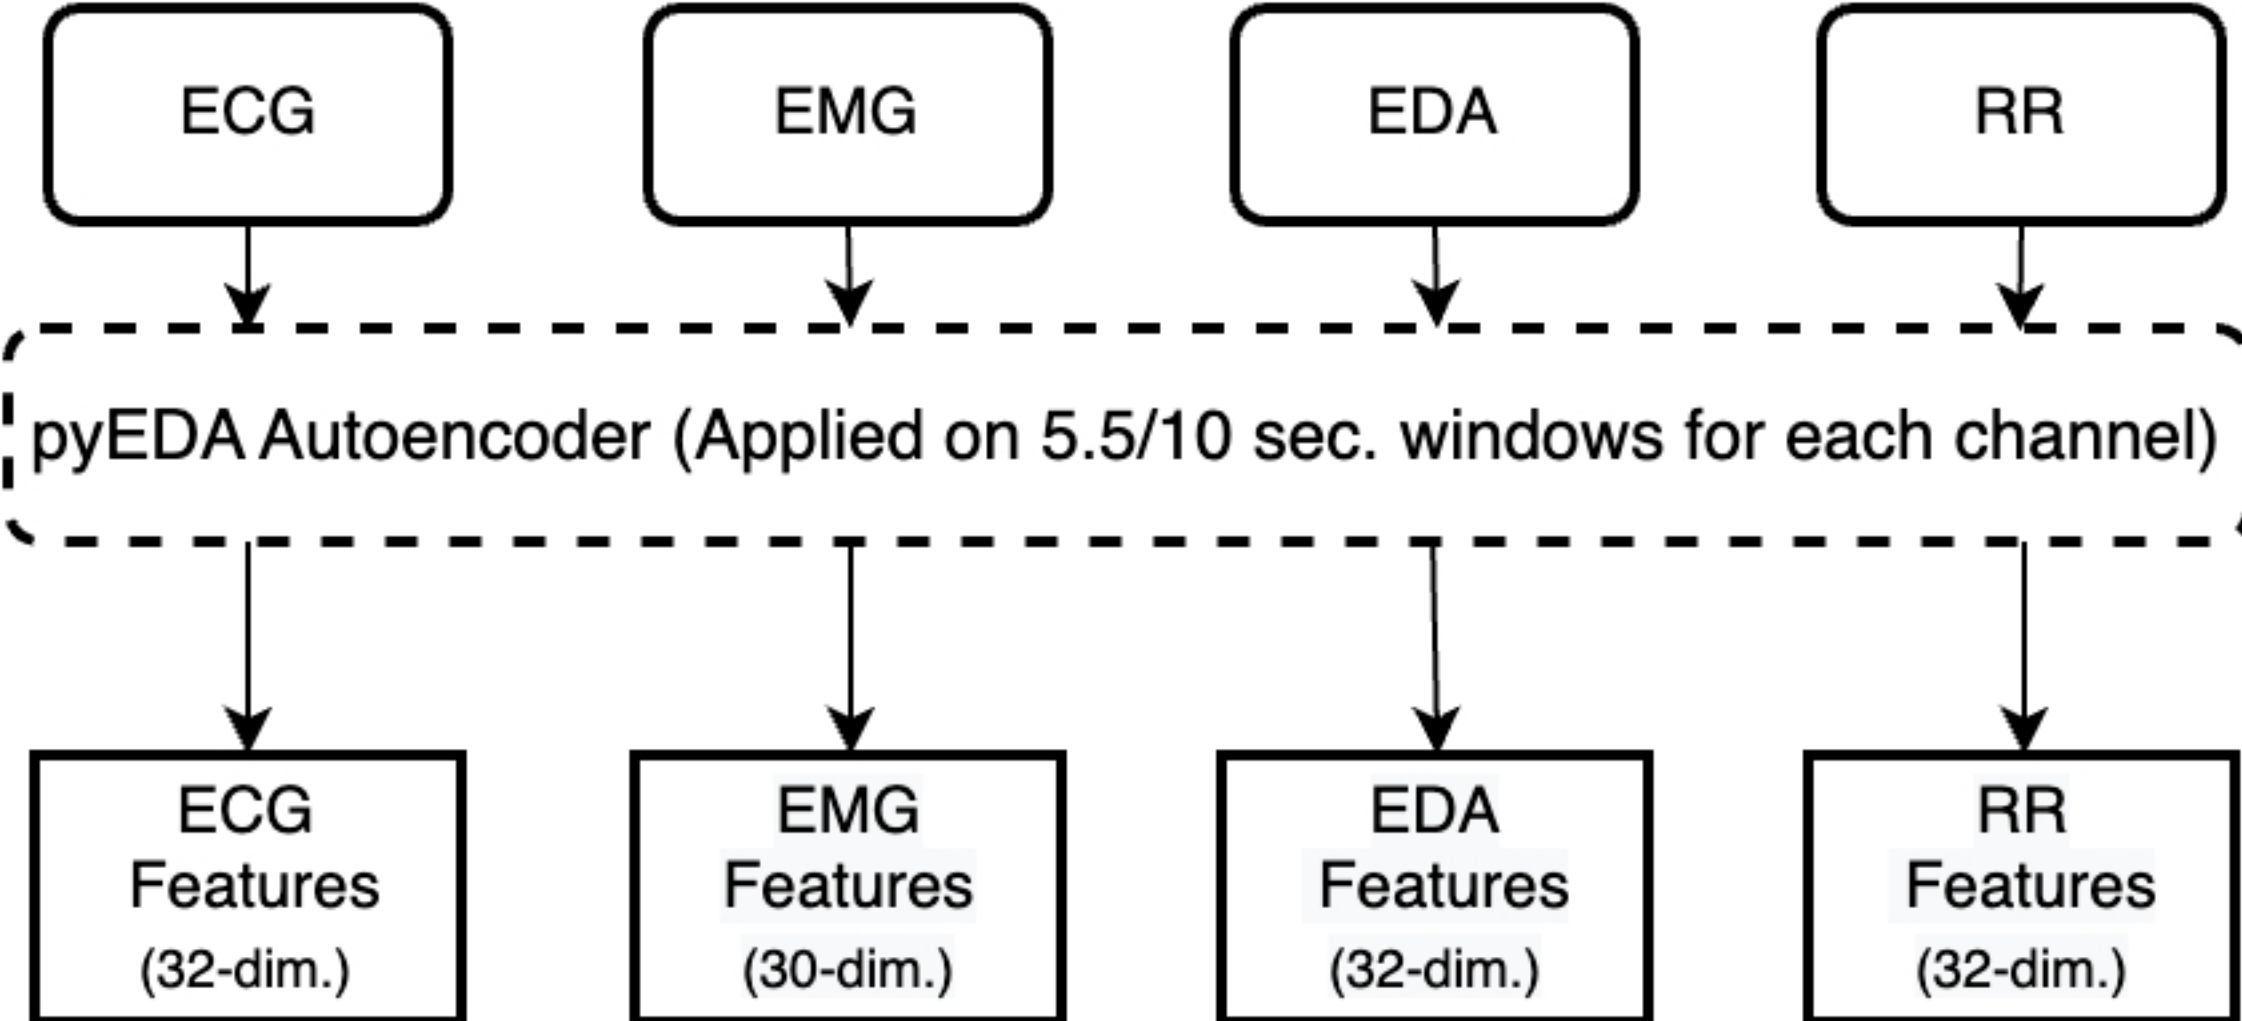 ECG
EMG
EDA
RR
pyEDA Autoencoder (Applied on 5.5/10 sec. windows for each channel)
ECG
Features
(32-dim.)
EMG
Features
(30-dim.)
EDA
Features
(32-dim.)
RR
Features
(32-dim.)